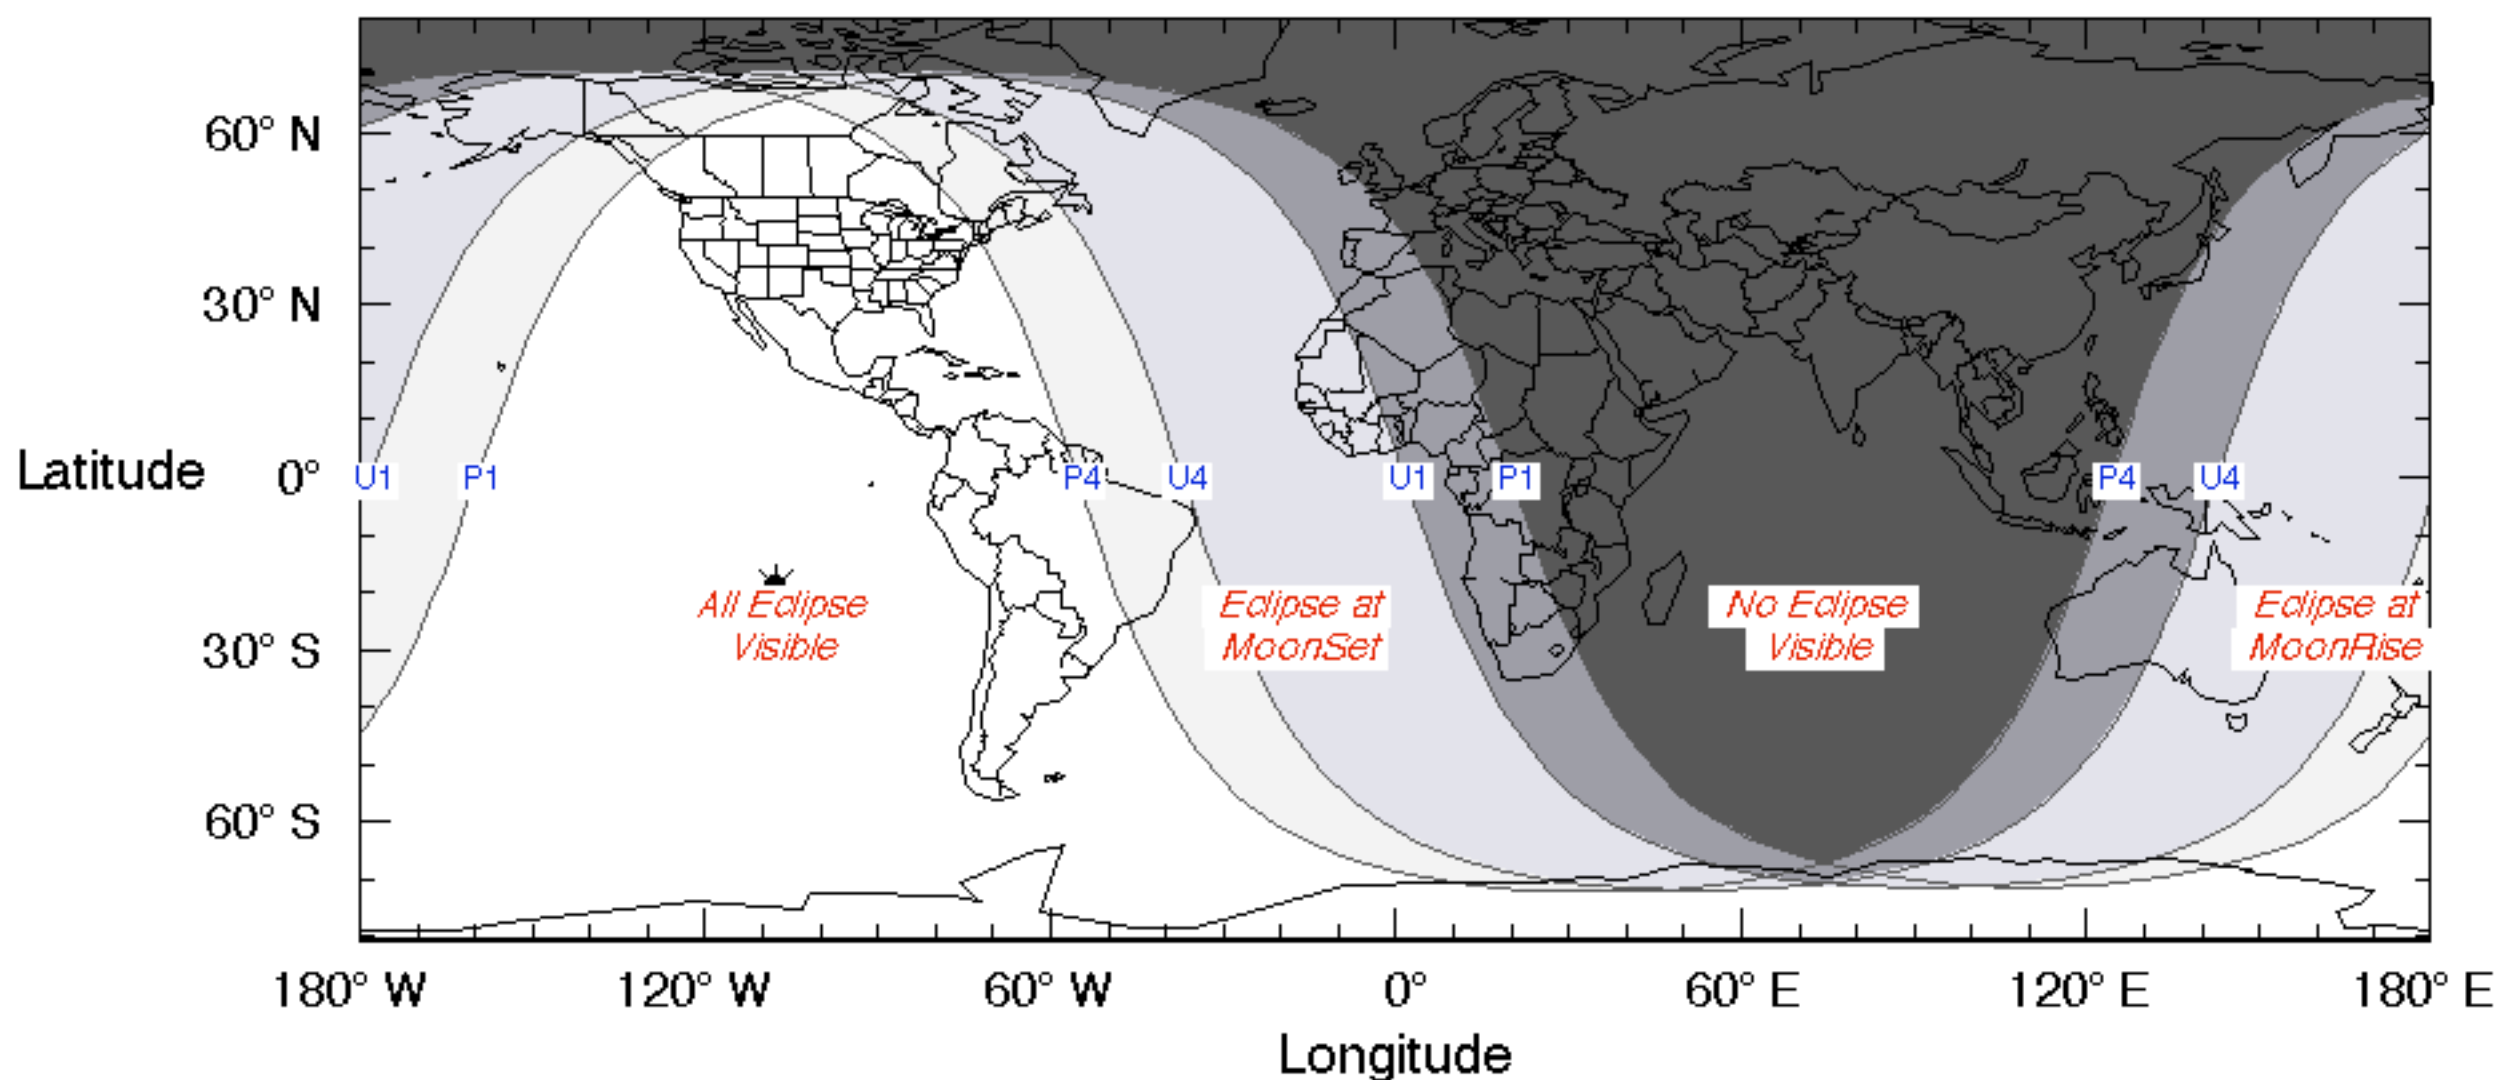 60° N
30° N
Latitude 0°
U1 P1 P4 U4 U1 P1 P4 U4
All Eclipse Visible
Eclipse at MoonSet
No Eclipse Visible
Eclipse at MoonRise
30° S
60° S
180° W 120° W 60° W 0° 60° E 120° E 180° E
Longitude